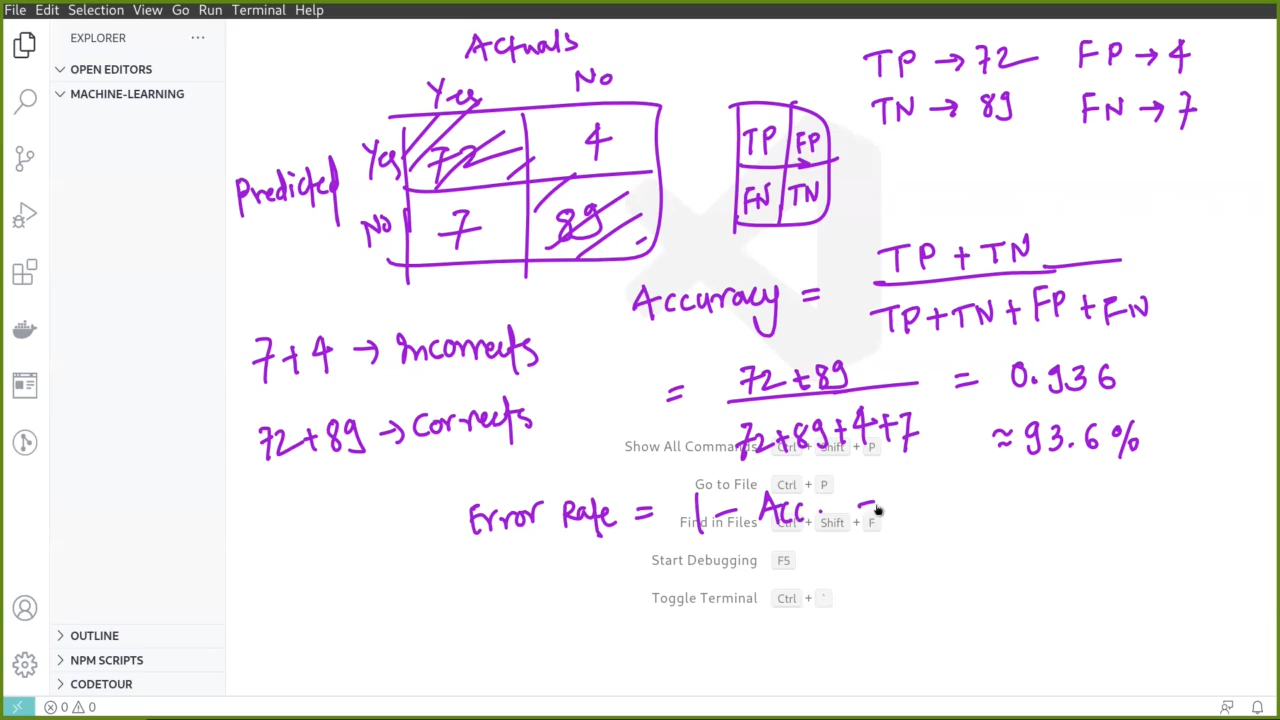 File Edit Selection View Go Run Terminal Help
EXPLORER ...
OPEN EDITORS
MACHINE-LEARNING
OUTLINE
NPM SCRIPTS
CODETOUR
0 0
Actuals
Yes No
Predicted
Yes 72 4
No 7 89
TP FP
FN TN
TP → 72 FP → 4
TN → 89 FN → 7
Accuracy = TP + TN
TP + TN + FP + FN
7 + 4 → Incorrects
72 + 89 → Corrects
= 72 + 89 = 0.936
72 + 89 + 4 + 7 ≈ 93.6 %
Show All Commands Ctrl + Shift + P
Go to File Ctrl + P
Error Rate = 1 - Acc. =
Find in Files Ctrl + Shift + F
Start Debugging F5
Toggle Terminal Ctrl + `